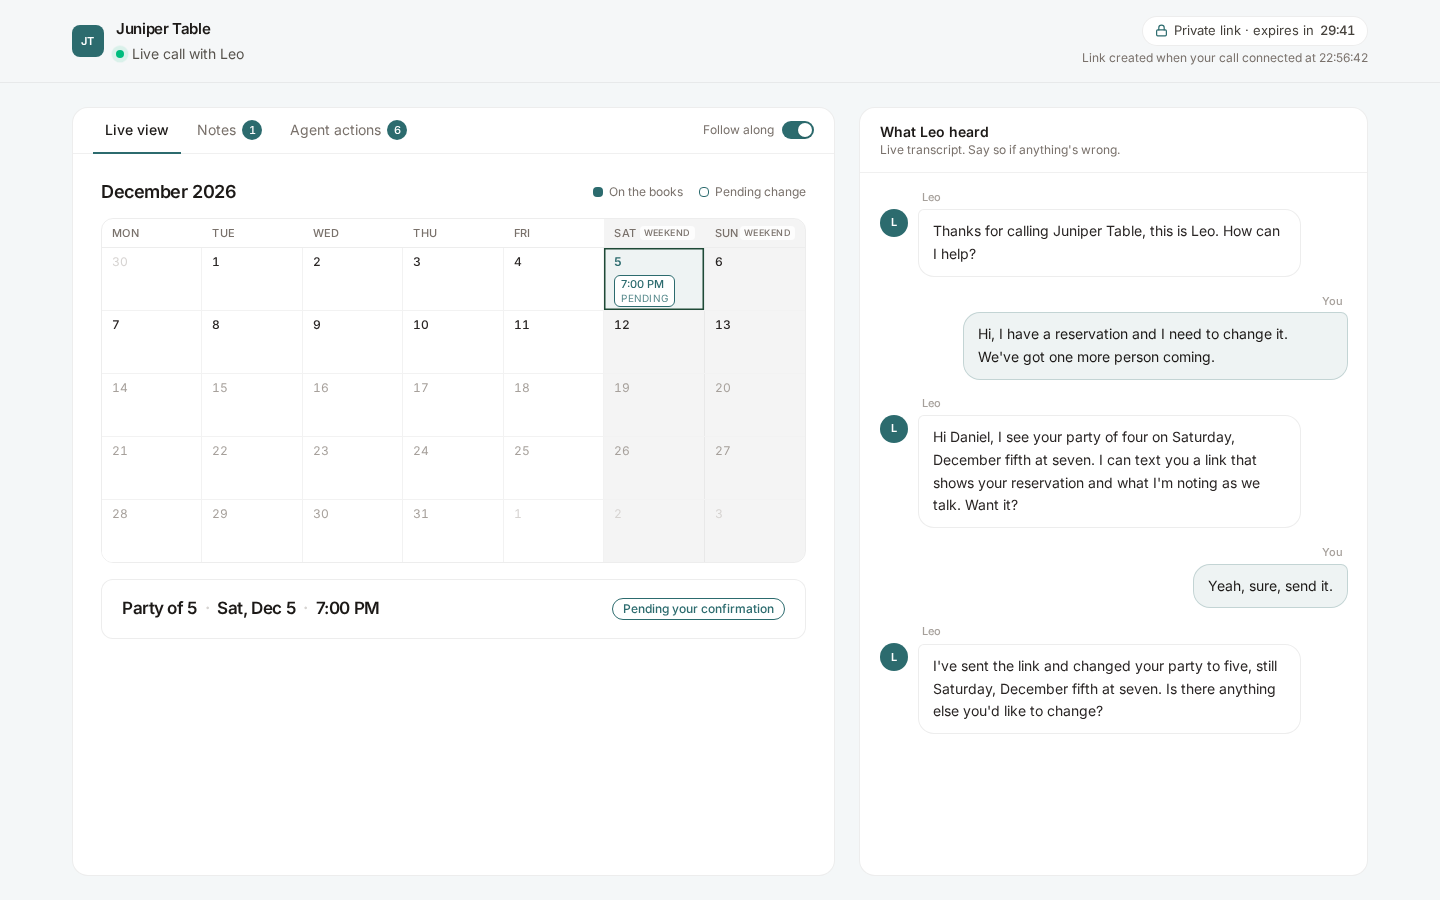 JT
Juniper Table
Live call with Leo
Private link · expires in 29:41
Link created when your call connected at 22:56:42
Live view
Notes 1
Agent actions 6
Follow along
December 2026
On the books
Pending change
MON TUE WED THU FRI SAT WEEKEND SUN WEEKEND
30 1 2 3 4 5 6
7:00 PM
PENDING
7 8 9 10 11 12 13
14 15 16 17 18 19 20
21 22 23 24 25 26 27
28 29 30 31 1 2 3
Party of 5 · Sat, Dec 5 · 7:00 PM
Pending your confirmation
What Leo heard
Live transcript. Say so if anything's wrong.
Leo
L
Thanks for calling Juniper Table, this is Leo. How can
I help?
You
Hi, I have a reservation and I need to change it.
We've got one more person coming.
Leo
L
Hi Daniel, I see your party of four on Saturday,
December fifth at seven. I can text you a link that
shows your reservation and what I'm noting as we
talk. Want it?
You
Yeah, sure, send it.
Leo
L
I've sent the link and changed your party to five, still
Saturday, December fifth at seven. Is there anything
else you'd like to change?